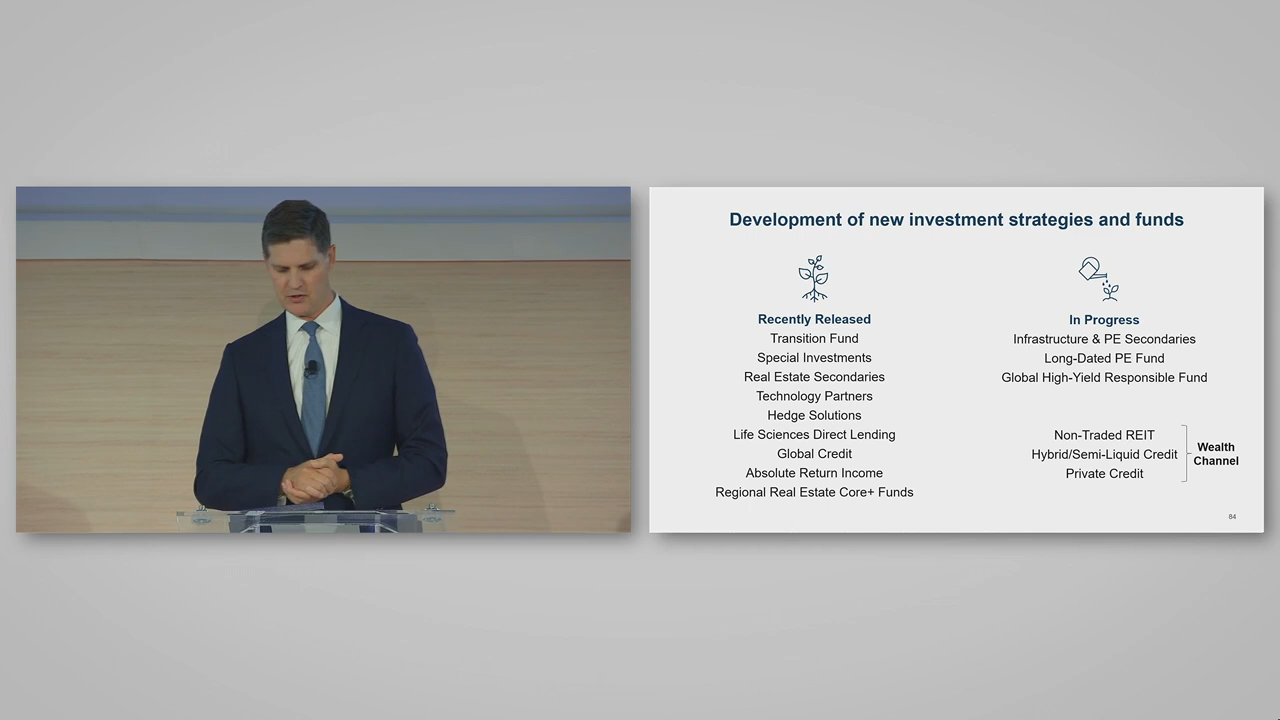 Development of new investment strategies and funds
Recently Released
Transition Fund
Special Investments
Real Estate Secondaries
Technology Partners
Hedge Solutions
Life Sciences Direct Lending
Global Credit
Absolute Return Income
Regional Real Estate Core+ Funds
In Progress
Infrastructure & PE Secondaries
Long-Dated PE Fund
Global High-Yield Responsible Fund
Non-Traded REIT
Hybrid/Semi-Liquid Credit
Private Credit
Wealth
Channel
84